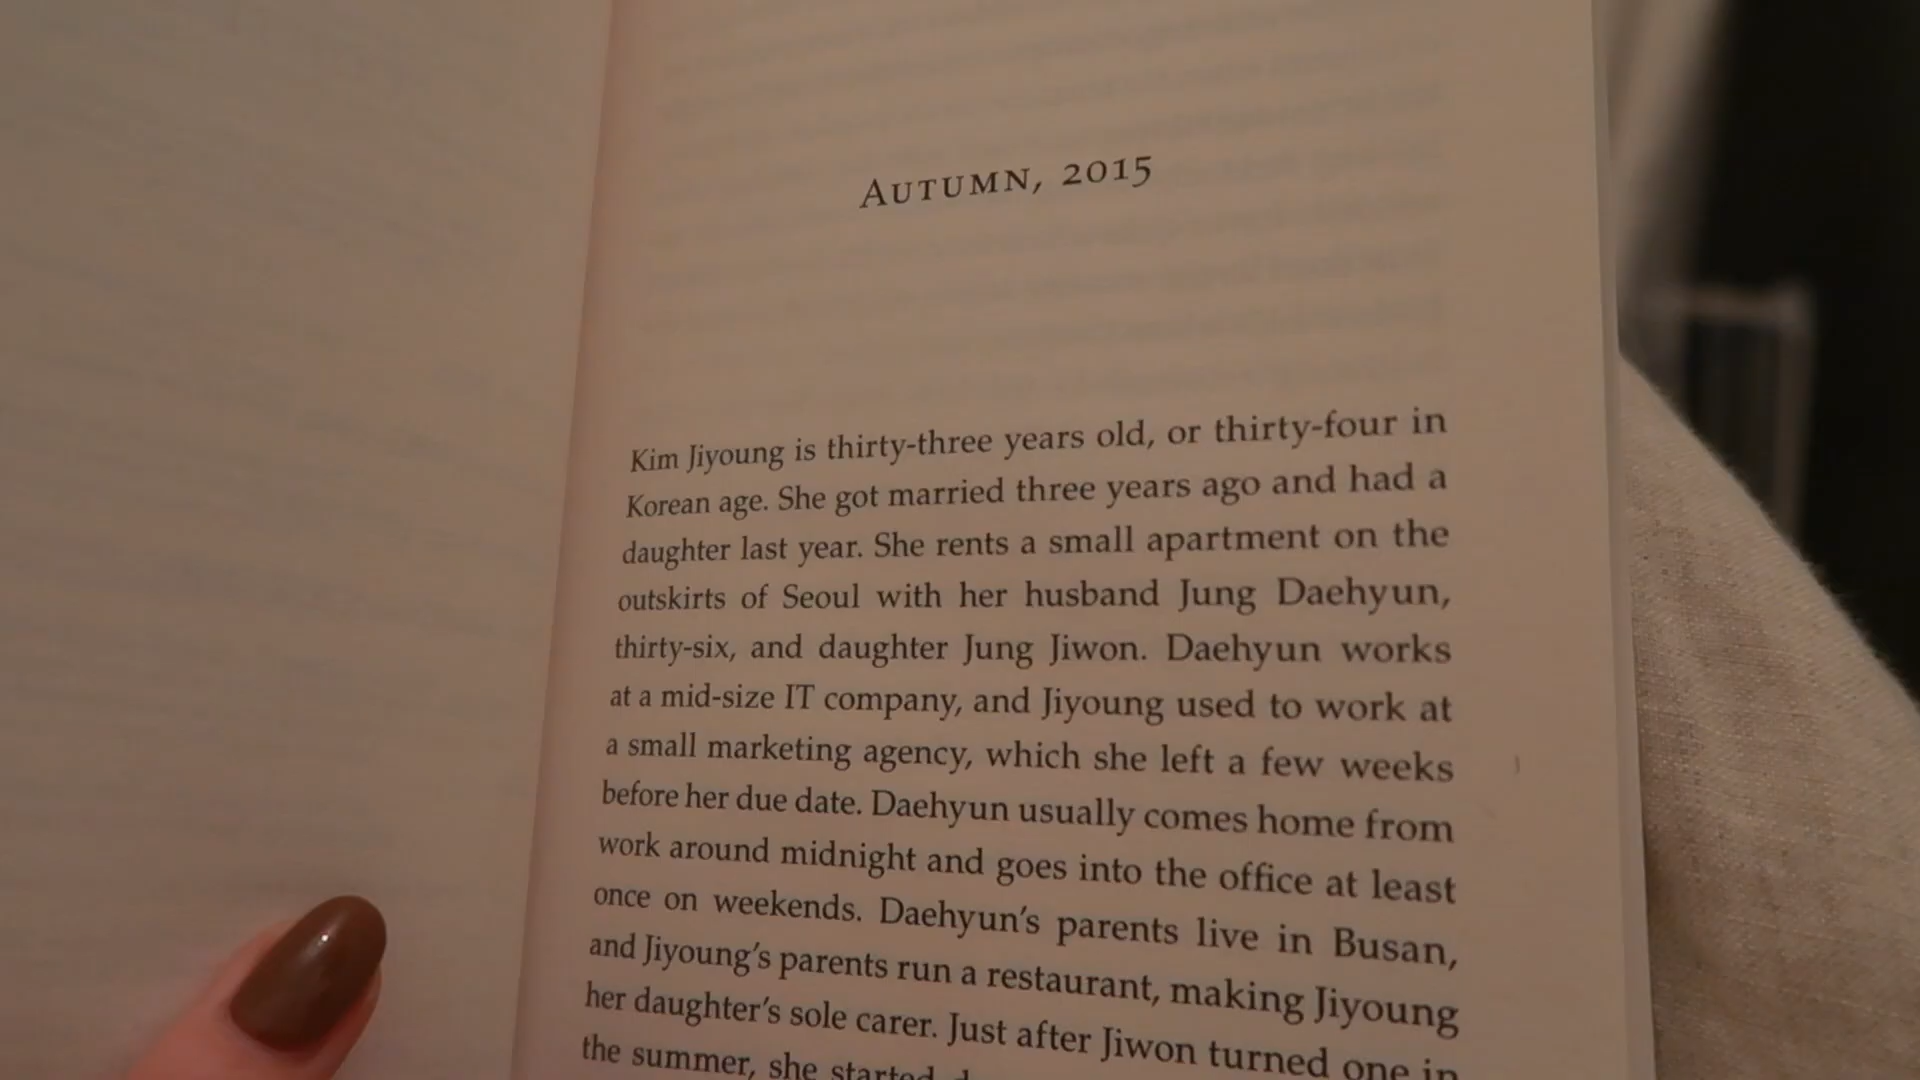 AUTUMN, 2015
Kim Jiyoung is thirty-three years old, or thirty-four in
Korean age. She got married three years ago and had a
daughter last year. She rents a small apartment on the
outskirts of Seoul with her husband Jung Daehyun,
thirty-six, and daughter Jung Jiwon. Daehyun works
at a mid-size IT company, and Jiyoung used to work at
a small marketing agency, which she left a few weeks
before her due date. Daehyun usually comes home from
work around midnight and goes into the office at least
once on weekends. Daehyun's parents live in Busan,
and Jiyoung's parents run a restaurant, making Jiyoung
her daughter's sole carer. Just after Jiwon turned one in
the summer, she started